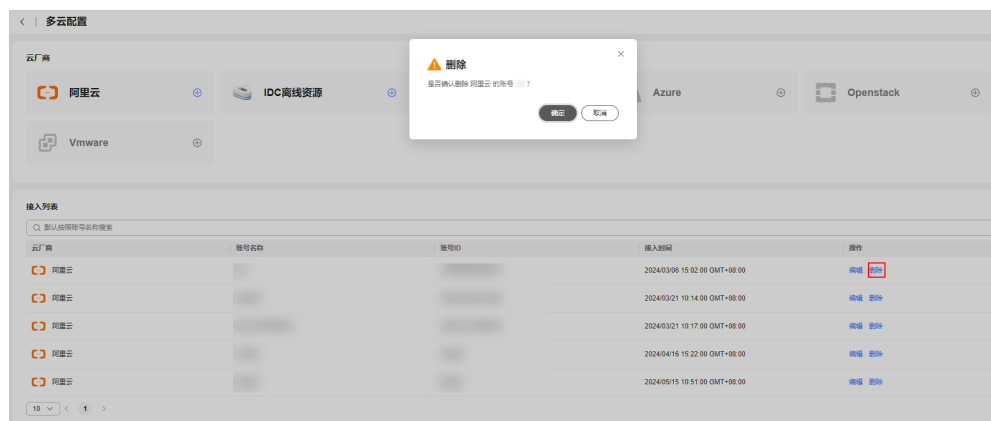 多云配置
云厂商
阿里云
IDC离线资源
Azure
Openstack
Vmware
删除
是否确认删除 阿里云 的账号 ?
确定 取消
接入列表
默认按照账号名称搜索
云厂商 账号名称 账号ID 接入时间 操作
阿里云 2024/03/06 15:02:00 GMT+08:00 编辑 删除
阿里云 2024/03/21 10:14:00 GMT+08:00 编辑 删除
阿里云 2024/03/21 10:17:00 GMT+08:00 编辑 删除
阿里云 2024/04/16 15:22:00 GMT+08:00 编辑 删除
阿里云 2024/05/15 10:51:00 GMT+08:00 编辑 删除
10 1